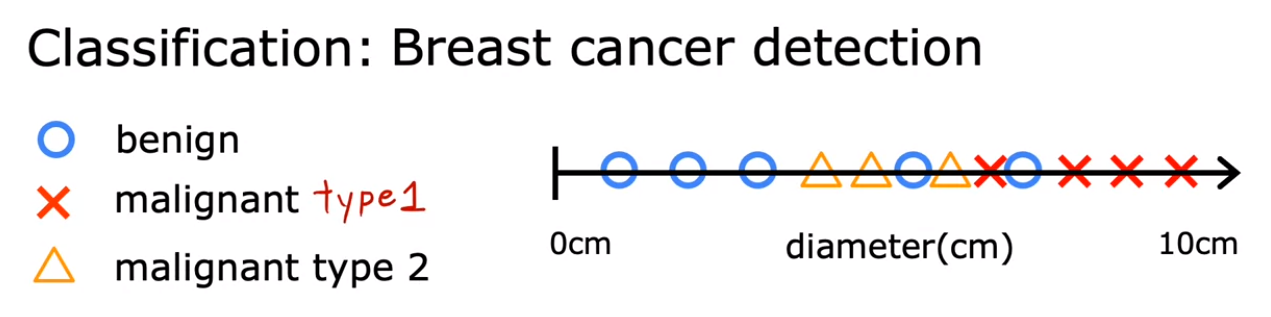 Classification: Breast cancer detection
benign
malignant type1
malignant type 2
0cm diameter(cm) 10cm